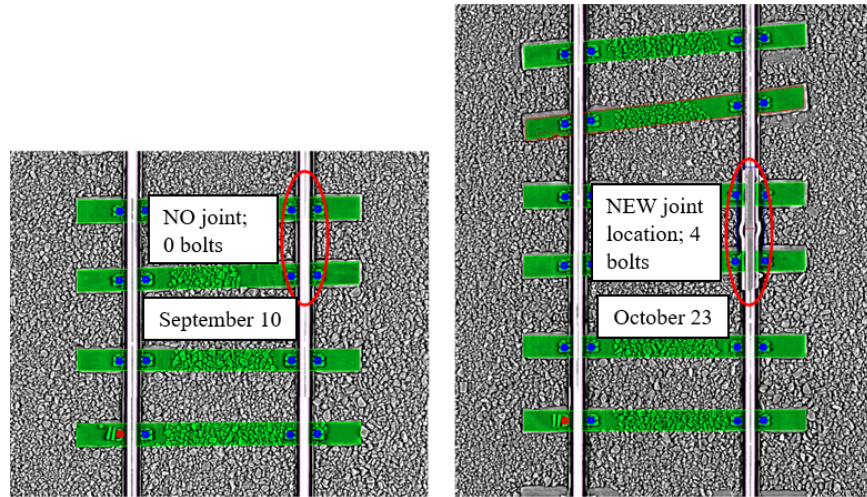 NO joint;
0 bolts
September 10
NEW joint
location; 4
bolts
October 23